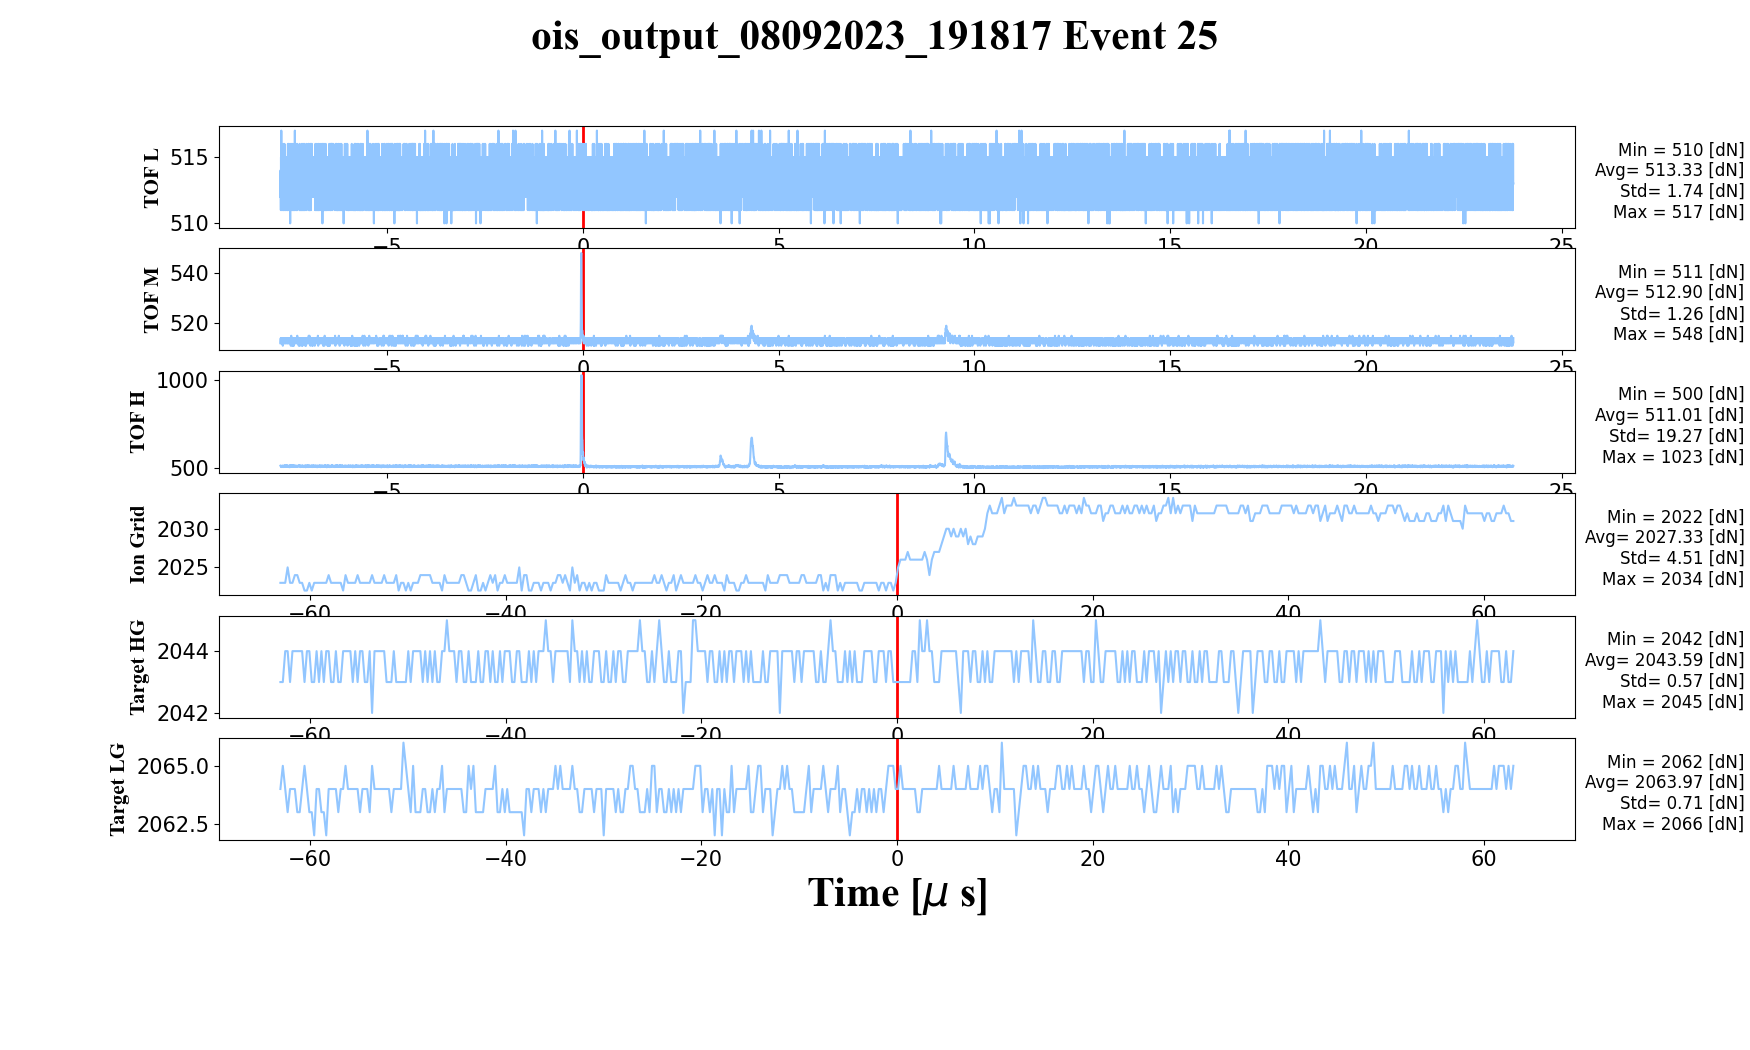 ois_output_08092023_191817 Event 25
TOF L
515
510
−5 0 5 10 15 20 25
Min = 510 [dN]
Avg= 513.33 [dN]
Std= 1.74 [dN]
Max = 517 [dN]
TOF M
540
520
−5 0 5 10 15 20 25
Min = 511 [dN]
Avg= 512.90 [dN]
Std= 1.26 [dN]
Max = 548 [dN]
TOF H
1000
500
−5 0 5 10 15 20 25
Min = 500 [dN]
Avg= 511.01 [dN]
Std= 19.27 [dN]
Max = 1023 [dN]
Ion Grid
2030
2025
−60 −40 −20 0 20 40 60
Min = 2022 [dN]
Avg= 2027.33 [dN]
Std= 4.51 [dN]
Max = 2034 [dN]
Target HG
2044
2042
−60 −40 −20 0 20 40 60
Min = 2042 [dN]
Avg= 2043.59 [dN]
Std= 0.57 [dN]
Max = 2045 [dN]
Target LG
2065.0
2062.5
−60 −40 −20 0 20 40 60
Min = 2062 [dN]
Avg= 2063.97 [dN]
Std= 0.71 [dN]
Max = 2066 [dN]
Time [μ s]